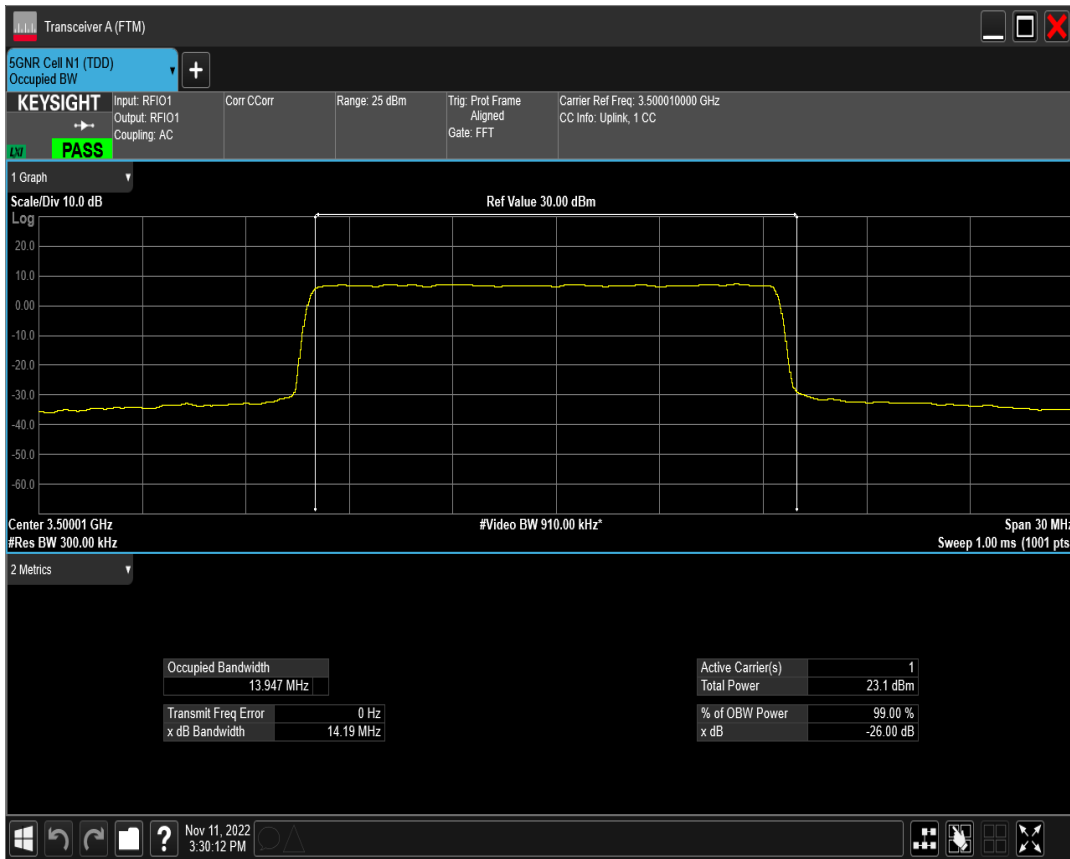 Transceiver A (FTM)
5GNR Cell N1 (TDD)
Occupied BW
+
KEYSIGHT
LXI
PASS
Input: RFIO1
Output: RFIO1
Coupling: AC
Corr CCorr
Range: 25 dBm
Trig: Prot Frame
Aligned
Gate: FFT
Carrier Ref Freq: 3.500010000 GHz
CC Info: Uplink, 1 CC
1 Graph
Scale/Div 10.0 dB
Ref Value 30.00 dBm
Log
20.0
10.0
0.00
-10.0
-20.0
-30.0
-40.0
-50.0
-60.0
Center 3.50001 GHz
#Video BW 910.00 kHz*
Span 30 MHz
#Res BW 300.00 kHz
Sweep 1.00 ms (1001 pts
2 Metrics
Occupied Bandwidth
13.947 MHz
Transmit Freq Error 0 Hz
x dB Bandwidth 14.19 MHz
Active Carrier(s) 1
Total Power 23.1 dBm
% of OBW Power 99.00 %
x dB -26.00 dB
?
Nov 11, 2022
3:30:12 PM